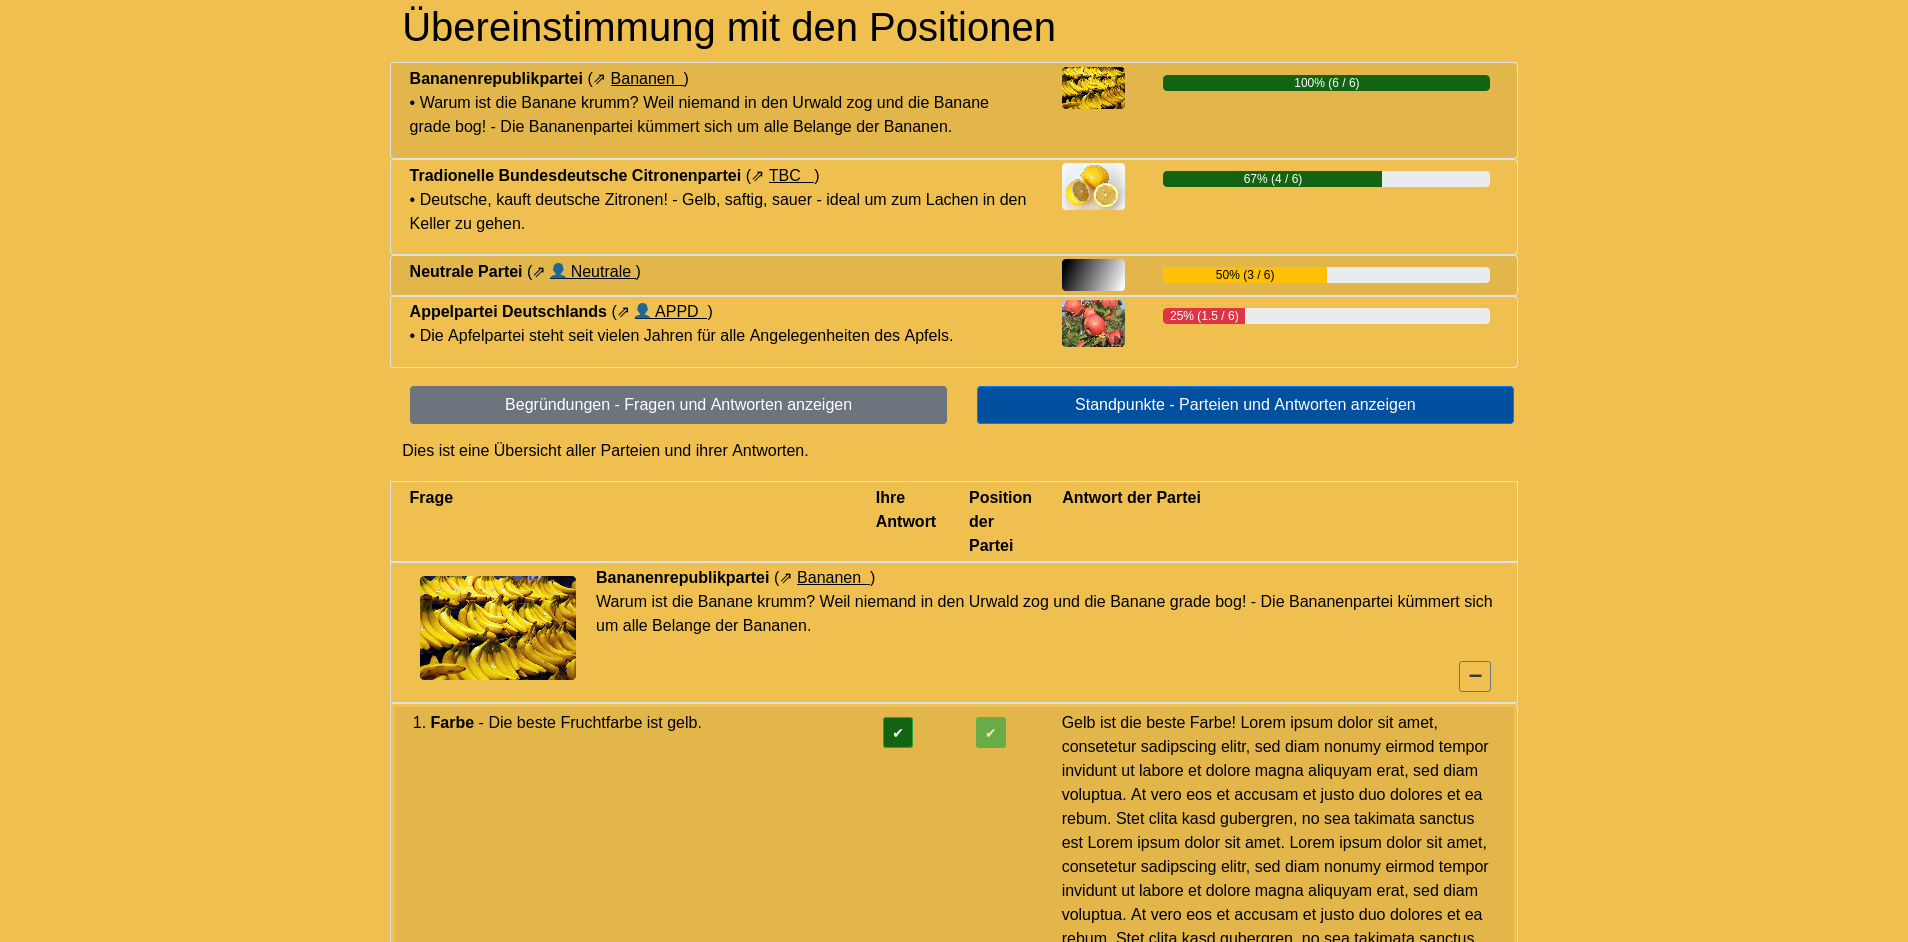 Übereinstimmung mit den Positionen
Bananenrepublikpartei (⇗ Bananen )
100% (6 / 6)
• Warum ist die Banane krumm? Weil niemand in den Urwald zog und die Banane
grade bog! - Die Bananenpartei kümmert sich um alle Belange der Bananen.
Tradionelle Bundesdeutsche Citronenpartei (⇗ TBC )
67% (4 / 6)
• Deutsche, kauft deutsche Zitronen! - Gelb, saftig, sauer - ideal um zum Lachen in den
Keller zu gehen.
Neutrale Partei (⇗ 👤 Neutrale )
50% (3 / 6)
Appelpartei Deutschlands (⇗ 👤 APPD )
25% (1.5 / 6)
• Die Apfelpartei steht seit vielen Jahren für alle Angelegenheiten des Apfels.
Begründungen - Fragen und Antworten anzeigen
Standpunkte - Parteien und Antworten anzeigen
Dies ist eine Übersicht aller Parteien und ihrer Antworten.
Frage
Ihre
Antwort
Position
der
Partei
Antwort der Partei
Bananenrepublikpartei (⇗ Bananen )
Warum ist die Banane krumm? Weil niemand in den Urwald zog und die Banane grade bog! - Die Bananenpartei kümmert sich
um alle Belange der Bananen.
1. Farbe - Die beste Fruchtfarbe ist gelb.
✔
✔
Gelb ist die beste Farbe! Lorem ipsum dolor sit amet,
consetetur sadipscing elitr, sed diam nonumy eirmod tempor
invidunt ut labore et dolore magna aliquyam erat, sed diam
voluptua. At vero eos et accusam et justo duo dolores et ea
rebum. Stet clita kasd gubergren, no sea takimata sanctus
est Lorem ipsum dolor sit amet. Lorem ipsum dolor sit amet,
consetetur sadipscing elitr, sed diam nonumy eirmod tempor
invidunt ut labore et dolore magna aliquyam erat, sed diam
voluptua. At vero eos et accusam et justo duo dolores et ea
rebum. Stet clita kasd gubergren, no sea takimata sanctus